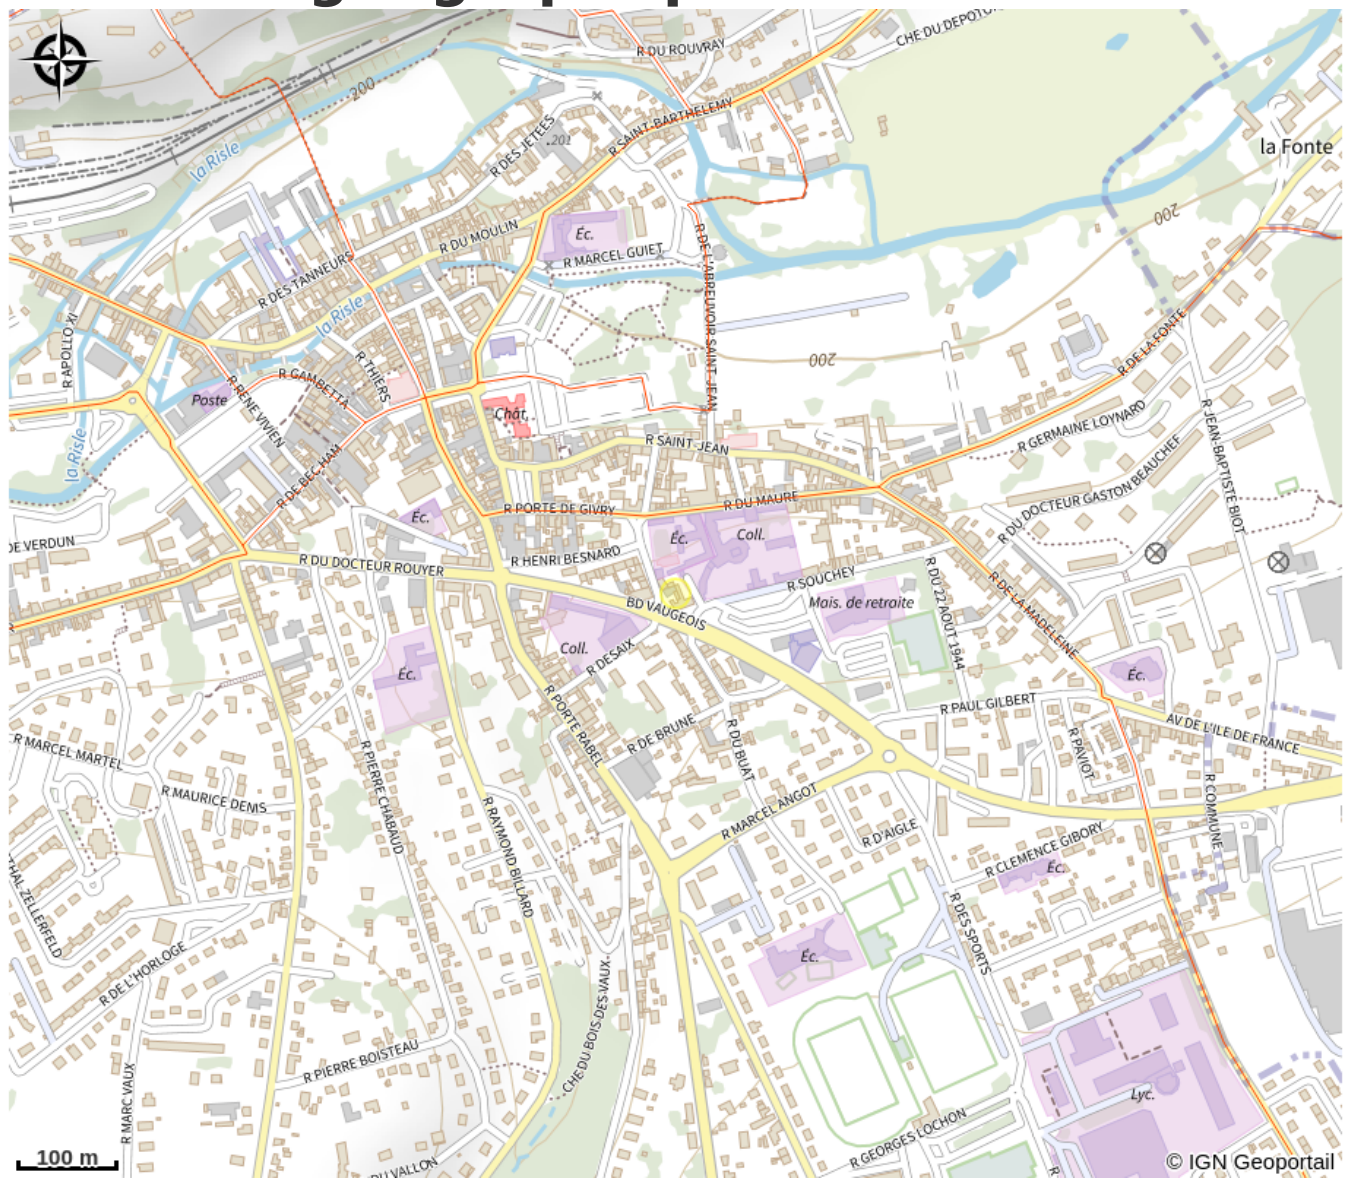 R DU ROUVRAY
CHE DU DEPOTOI
200
la Risle
R SAINT-BARTHELEMY
R DES JETEES
.201
la Fonte
200
Éc.
R DU MOULIN
R MARCEL GUIET
R DES TANNEURS
R DE L'ABREUVOIR SAINT-JEAN
la Risle
R APOLLO XI
R THIERS
200
R DE LA FONTE
R GAMBETTA
R RENE VIVIEN
Poste
Chât.
R GERMAINE LOYNARD
R JEAN-BAPTISTE BIOT
R SAINT-JEAN
la Risle
R DE BEC HAM
R DU DOCTEUR GASTON BEAUCHEF
R DU MAURE
R PORTE DE GIVRY
Éc.
DE VERDUN
Éc.
Coll.
R HENRI BESNARD
R DU DOCTEUR ROUYER
R SOUCHEY
R DU 22 AOUT 1944
R DE LA MADELEINE
BD VAUGEOIS
Mais. de retraite
Coll.
R DESAIX
Éc.
Éc.
R PORTE RABEL
R PAUL GILBERT
AV DE L'ILE DE FRANCE
R DE BRUNE
R DU BUAT
R PAVIOT
R MARCEL MARTEL
R PIERRE CHABAUD
R MAURICE DENIS
R COMMUNE
R MARCEL ANGOT
R RAYMOND BILLARD
R D'AIGLE
R CLEMENCE GIBORY
Éc.
THAL ZELLERFELD
R DES SPORTS
R DE L'HORLOGE
Éc.
CHE DU BOIS-DES-VAUX
R PIERRE BOISTEAU
R MARC VAUX
Lyc.
R GEORGES LOCHON
100 m
DU VALLON
R
© IGN Geoportail